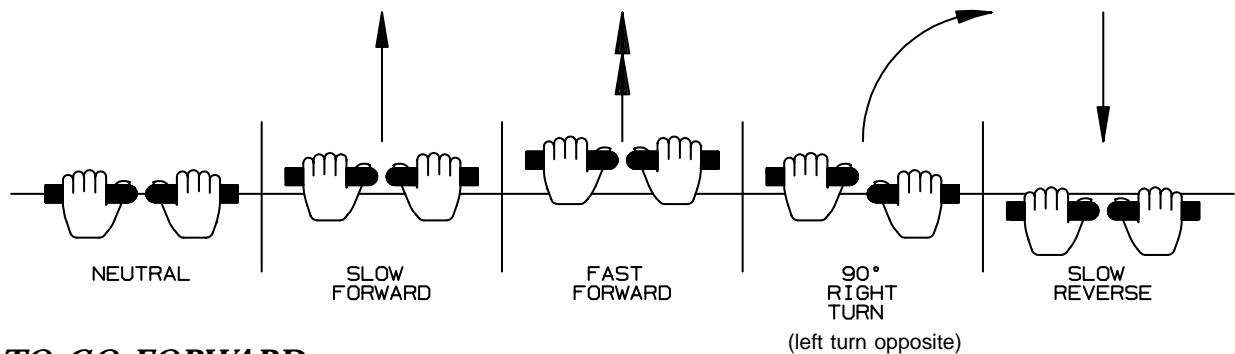 NEUTRAL
SLOW
FORWARD
FAST
FORWARD
90°
RIGHT
TURN
(left turn opposite)
SLOW
REVERSE
TO GO FORWARD